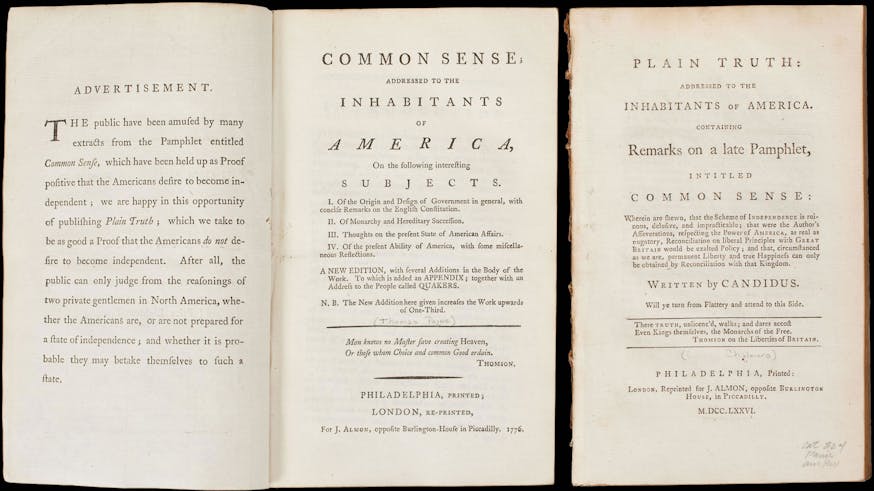 ADVERTISEMENT.
THE public have been amuſed by many
extracts from the Pamphlet entitled
Common Senſe, which have been held up as Proof
poſitive that the Americans deſire to become in-
dependent; we are happy in this opportunity
of publiſhing Plain Truth; which we take to
be as good a Proof that the Americans do not de-
ſire to become independent. After all, the
public can only judge from the reaſonings of
two private gentlemen in North America, whe-
ther the Americans are, or are not prepared for
a ſtate of independence; and whether it is pro-
bable they may betake themſelves to ſuch a
ſtate.
COMMON SENSE;
ADDRESSED TO THE
INHABITANTS
OF
AMERICA,
On the following intereſting
SUBJECTS.
I. Of the Origin and Deſign of Government in general, with
conciſe Remarks on the Engliſh Conſtitution.
II. Of Monarchy and Hereditary Succeſſion.
III. Thoughts on the preſent State of American Affairs.
IV. Of the preſent Ability of America, with ſome miſcella-
neous Reflections.
A NEW EDITION, with ſeveral Additions in the Body of the
Work. To which is added an APPENDIX; together with an
Addreſs to the People called QUAKERS.
N. B. The New Addition here given increaſes the Work upwards
of One-Third.
(Thomas Paine)
Man knows no Maſter ſave creating HEAVEN,
Or thoſe whom Choice and common Good ordain.
THOMSON.
PHILADELPHIA, PRINTED;
LONDON, RE-PRINTED,
For J. ALMON, oppoſite Burlington-Houſe in Piccadilly. 1776.
PLAIN TRUTH:
ADDRESSED TO THE
INHABITANTS OF AMERICA.
CONTAINING
Remarks on a late Pamphlet,
INTITLED
COMMON SENSE:
Wherein are ſhewn, that the Scheme of INDEPENDENCE is rui-
nous, deluſive, and impracticable; that were the Author's
Aſſeverations, reſpecting the Power of AMERICA, as real as
nugatory, Reconciliation on liberal Principles with GREAT
BRITAIN would be exalted Policy; and that, circumſtanced
as we are, permanent Liberty and true Happineſs can only
be obtained by Reconciliation with that Kingdom.
WRITTEN BY CANDIDUS.
Will ye turn from Flattery and attend to this Side.
There TRUTH, unlicenc'd, walks; and dares accoſt
Even Kings themſelves, the Monarchs of the Free.
THOMSON on the Liberties of BRITAIN.
Chalmers)
PHILADELPHIA, Printed:
LONDON, Reprinted for J. ALMON, oppoſite BURLINGTON
HOUSE, in PICCADILLY.
M.DCC.LXXVI.